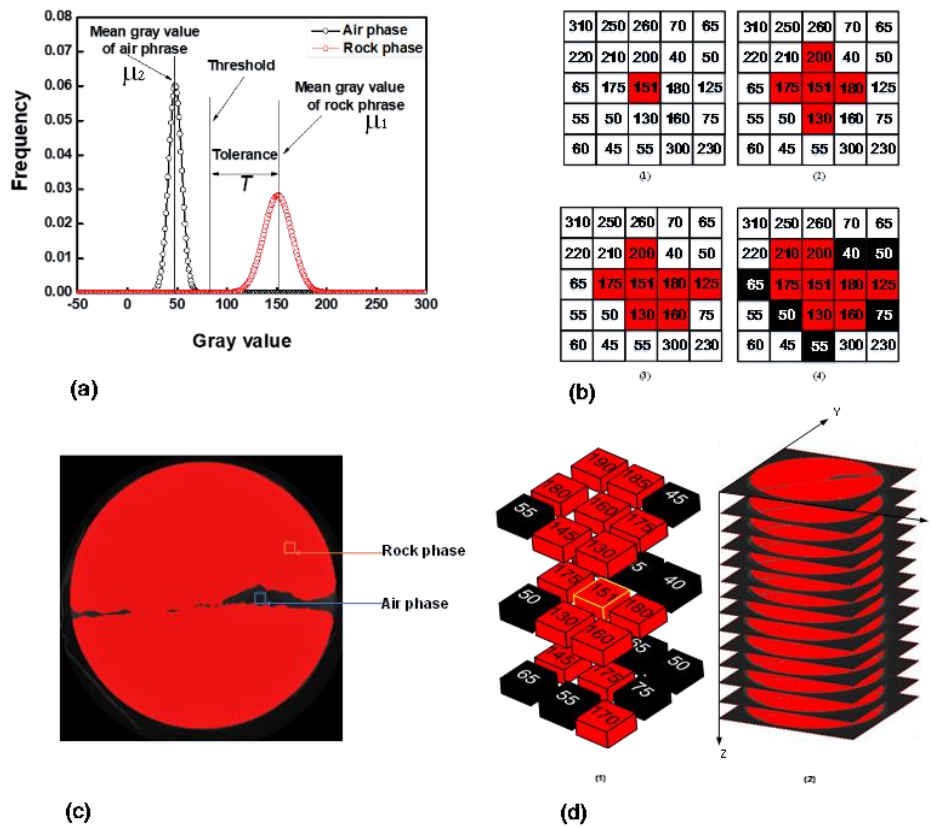 0.08
0.07
0.06
0.05
0.04
0.03
0.02
0.01
0.00
Frequency
-50 0 50 100 150 200 250 300
Gray value
Mean gray value
of air phrase
μ2
Threshold
Air phase
Rock phase
Mean gray value
of rock phrase
μ1
Tolerance
T
(a)
310 250 260 70 65
220 210 200 40 50
65 175 151 180 125
55 50 130 160 75
60 45 55 300 230
(1)
310 250 260 70 65
220 210 200 40 50
65 175 151 180 125
55 50 130 160 75
60 45 55 300 230
(2)
310 250 260 70 65
220 210 200 40 50
65 175 151 180 125
55 50 130 160 75
60 45 55 300 230
(3)
310 250 260 70 65
220 210 200 40 50
65 175 151 180 125
55 50 130 160 75
60 45 55 300 230
(4)
(b)
Rock phase
Air phase
(c)
190
180 185
55 160 45
145 175
130
175 5 40
50 151
130 180
160 65 50
145
65 175 75
55
170
(1)
Y
Z
(2)
(d)